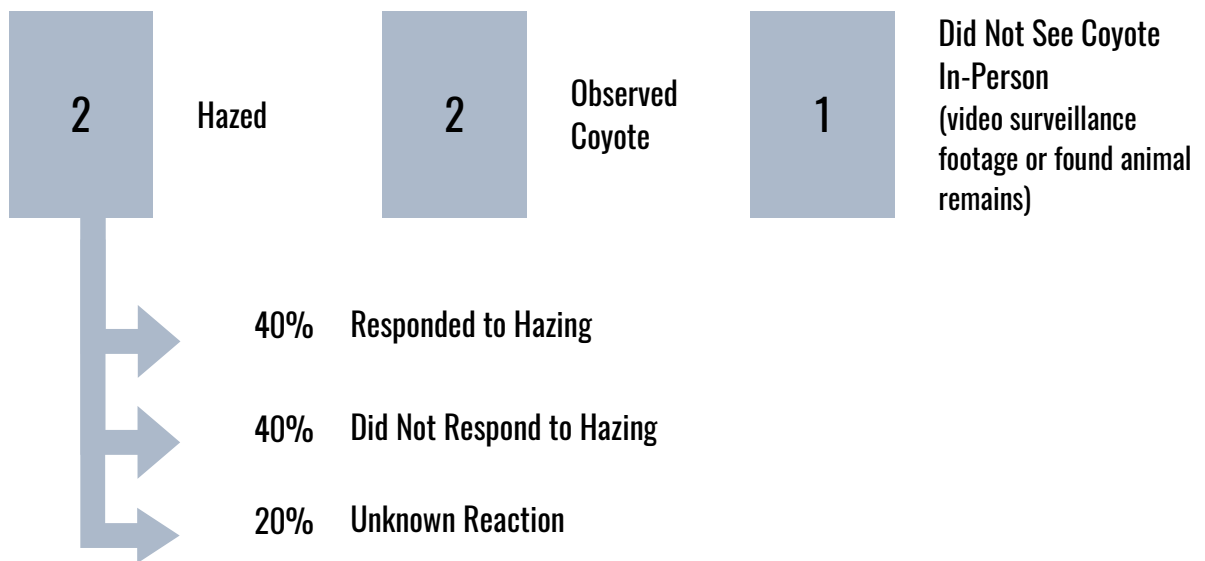 2
Hazed
2
Observed
Coyote
1
Did Not See Coyote
In-Person
(video surveillance
footage or found animal
remains)
40% Responded to Hazing
40% Did Not Respond to Hazing
20% Unknown Reaction